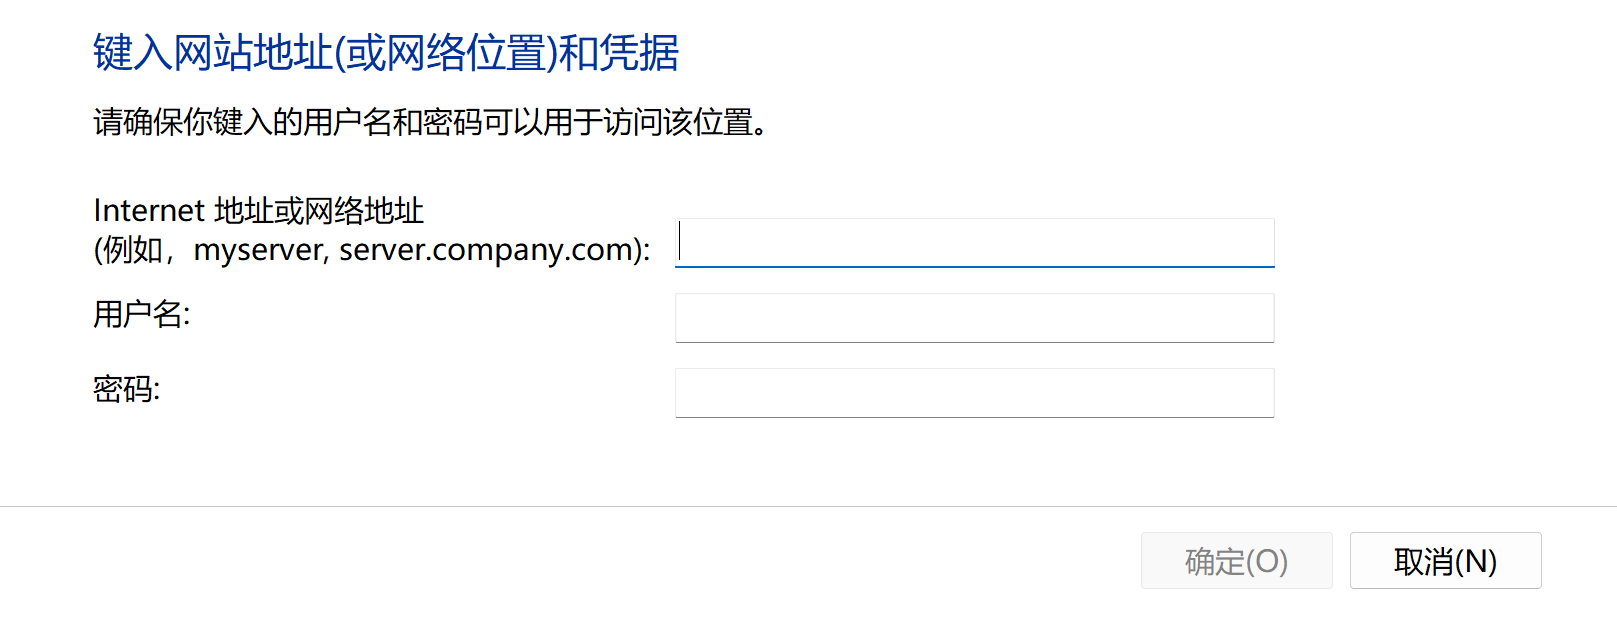 键入网站地址(或网络位置)和凭据
请确保你键入的用户名和密码可以用于访问该位置。
Internet 地址或网络地址
(例如，myserver, server.company.com):
用户名:
密码:
确定(O)
取消(N)